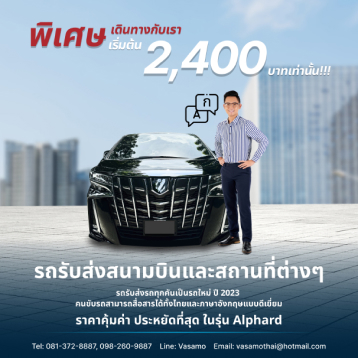 พิเศษ เดินทางกับเรา
เริ่มต้น 2,400 บาทเท่านั้น!!!
A ก
รถรับส่งสนามบินและสถานที่ต่างๆ
รถรับส่งรถทุกคันเป็นรถใหม่ ปี 2023
คนขับรถสามารถสื่อสารได้ทั้งไทยและภาษาอังกฤษแบบดีเยี่ยม
ราคาคุ้มค่า ประหยัดที่สุด ในรุ่น Alphard
Tel: 081-372-8887, 098-260-9887 Line: Vasamo Email: vasamothai@hotmail.com